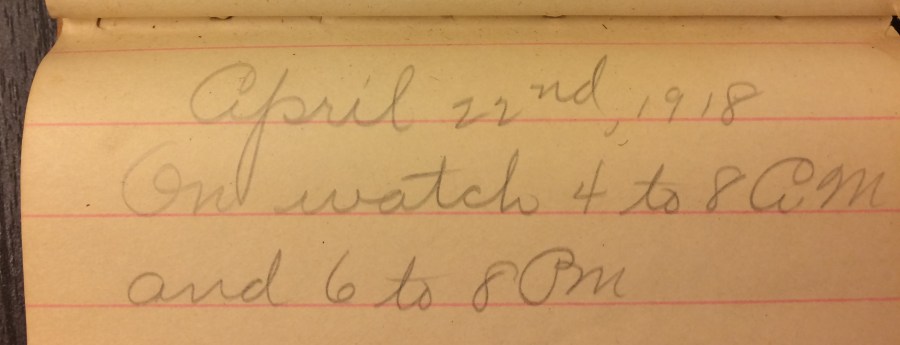 April 22nd, 1918
On watch 4 to 8 AM
and 6 to 8 Pm